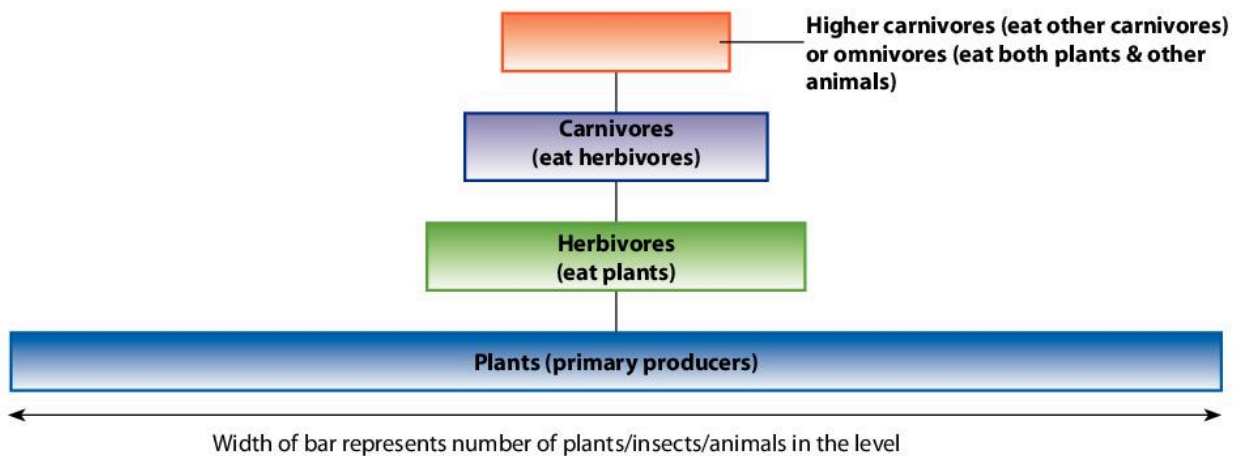 Higher carnivores (eat other carnivores)
or omnivores (eat both plants & other
animals)
Carnivores
(eat herbivores)
Herbivores
(eat plants)
Plants (primary producers)
Width of bar represents number of plants/insects/animals in the level